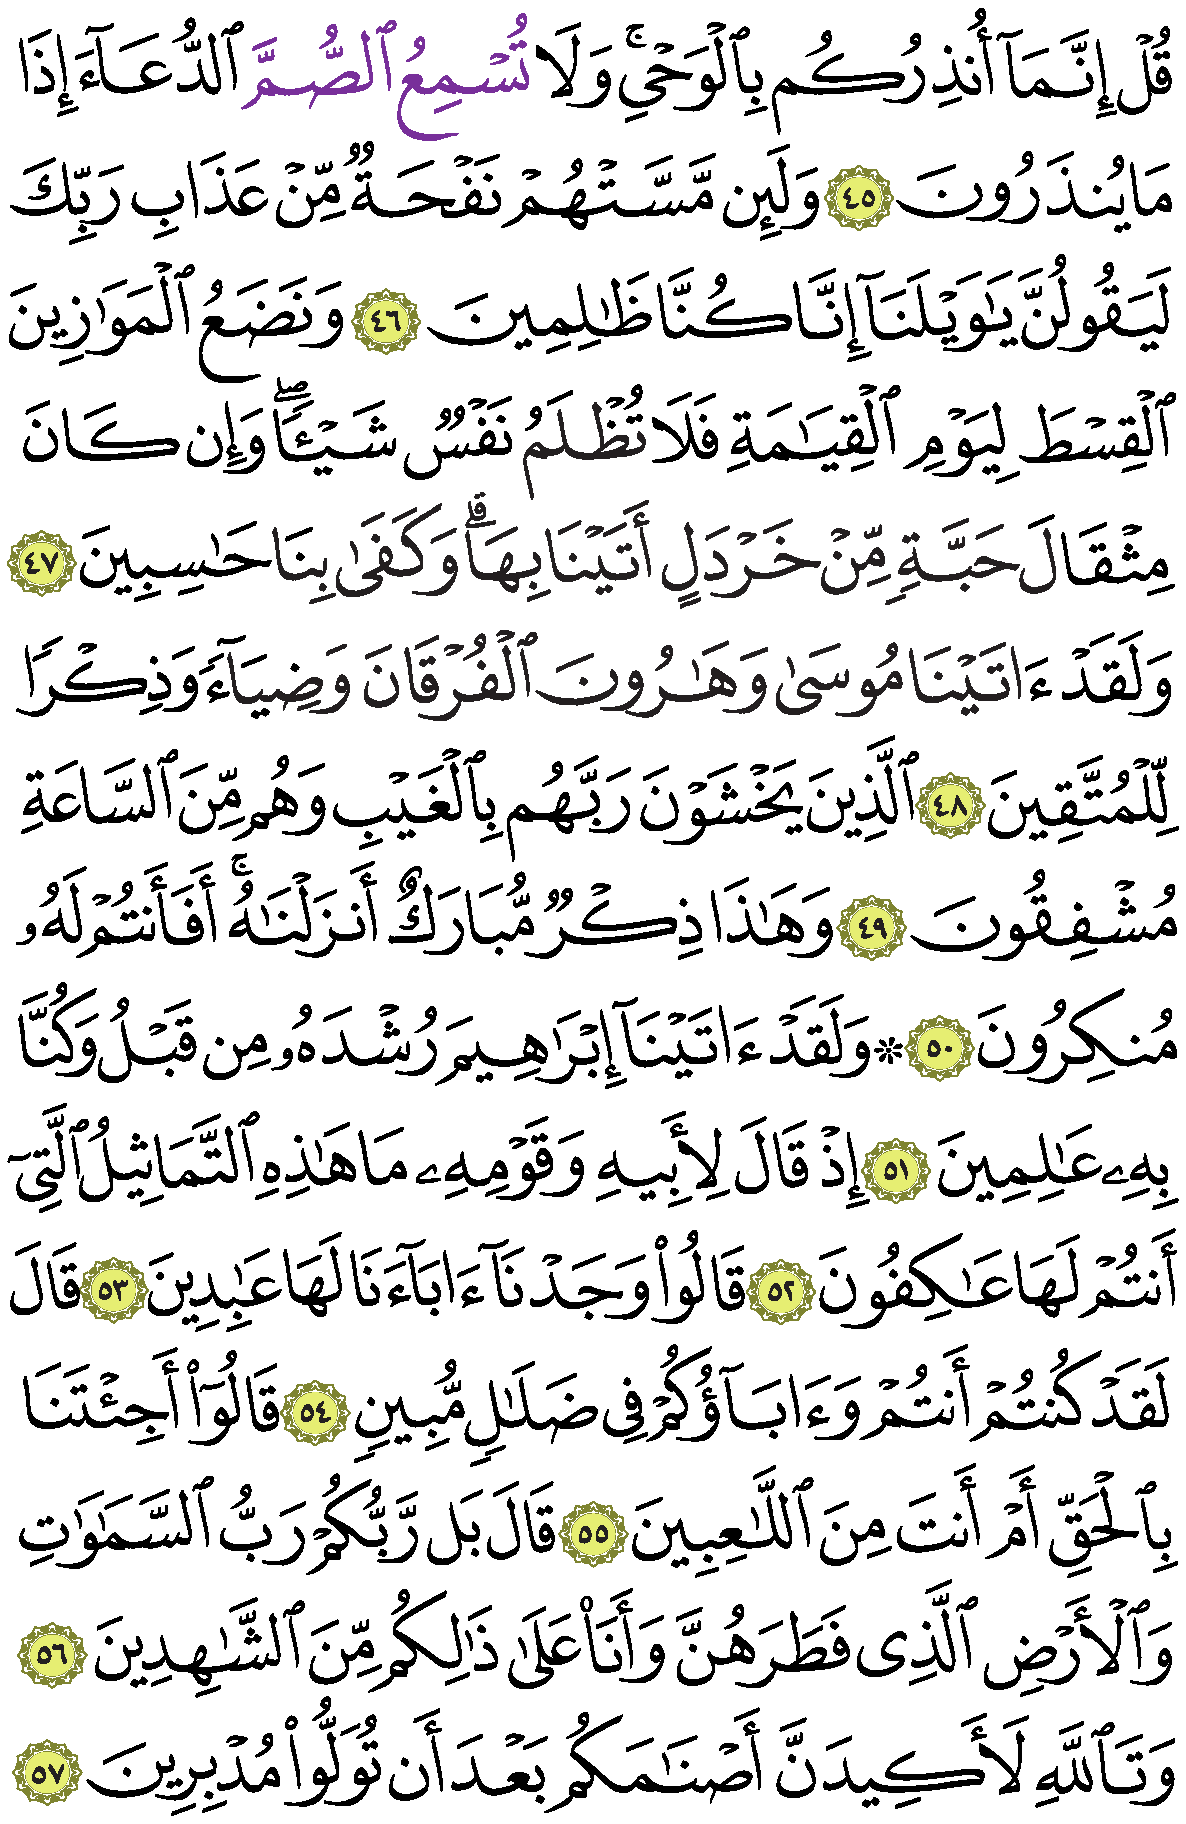 قُلْ إِنَّمَآ أُنذِرُكُم بِٱلْوَحْىِ ۚ وَلَا تُسْمِعُ ٱلصُّمَّ ٱلدُّعَآءَ إِذَا
مَا يُنذَرُونَ ٤٥ وَلَئِن مَّسَّتْهُمْ نَفْحَةٌ مِّنْ عَذَابِ رَبِّكَ
لَيَقُولُنَّ يَٰوَيْلَنَآ إِنَّا كُنَّا ظَٰلِمِينَ ٤٦ وَنَضَعُ ٱلْمَوَٰزِينَ
ٱلْقِسْطَ لِيَوْمِ ٱلْقِيَٰمَةِ فَلَا تُظْلَمُ نَفْسٌ شَيْـًٔا ۖ وَإِن كَانَ
مِثْقَالَ حَبَّةٍ مِّنْ خَرْدَلٍ أَتَيْنَا بِهَا ۗ وَكَفَىٰ بِنَا حَٰسِبِينَ ٤٧
وَلَقَدْ ءَاتَيْنَا مُوسَىٰ وَهَٰرُونَ ٱلْفُرْقَانَ وَضِيَآءً وَذِكْرًا
لِّلْمُتَّقِينَ ٤٨ ٱلَّذِينَ يَخْشَوْنَ رَبَّهُم بِٱلْغَيْبِ وَهُم مِّنَ ٱلسَّاعَةِ
مُشْفِقُونَ ٤٩ وَهَٰذَا ذِكْرٌ مُّبَارَكٌ أَنزَلْنَٰهُ ۚ أَفَأَنتُمْ لَهُۥ
مُنكِرُونَ ٥٠ ۞ وَلَقَدْ ءَاتَيْنَآ إِبْرَٰهِيمَ رُشْدَهُۥ مِن قَبْلُ وَكُنَّا
بِهِۦ عَٰلِمِينَ ٥١ إِذْ قَالَ لِأَبِيهِ وَقَوْمِهِۦ مَا هَٰذِهِ ٱلتَّمَاثِيلُ ٱلَّتِىٓ
أَنتُمْ لَهَا عَٰكِفُونَ ٥٢ قَالُوا۟ وَجَدْنَآ ءَابَآءَنَا لَهَا عَٰبِدِينَ ٥٣ قَالَ
لَقَدْ كُنتُمْ أَنتُمْ وَءَابَآؤُكُمْ فِى ضَلَٰلٍ مُّبِينٍ ٥٤ قَالُوٓا۟ أَجِئْتَنَا
بِٱلْحَقِّ أَمْ أَنتَ مِنَ ٱللَّٰعِبِينَ ٥٥ قَالَ بَل رَّبُّكُمْ رَبُّ ٱلسَّمَٰوَٰتِ
وَٱلْأَرْضِ ٱلَّذِى فَطَرَهُنَّ وَأَنَا۠ عَلَىٰ ذَٰلِكُم مِّنَ ٱلشَّٰهِدِينَ ٥٦
وَتَٱللَّهِ لَأَكِيدَنَّ أَصْنَٰمَكُم بَعْدَ أَن تُوَلُّوا۟ مُدْبِرِينَ ٥٧